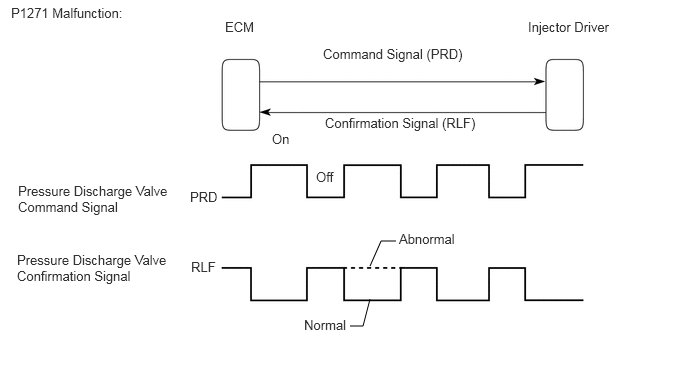 P1271 Malfunction:
ECM
Injector Driver
Command Signal (PRD)
Confirmation Signal (RLF)
On
Off
Pressure Discharge Valve
Command Signal
PRD
Abnormal
Pressure Discharge Valve
Confirmation Signal
RLF
Normal